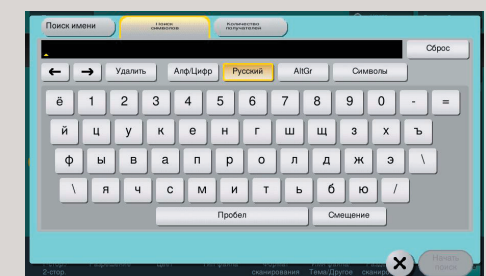 Поиск имени
Поиск
символов
Количество
получателей
Сброс
← → Удалить Алф/Цифр Русский AltGr Символы
ё 1 2 3 4 5 6 7 8 9 0 - =
й ц у к е н г ш щ з х ъ
ф ы в а п р о л д ж э \
\ я ч с м и т ь б ю /
Пробел Смещение
Начать
поиск
2-стор. сканирования Тема/Другое